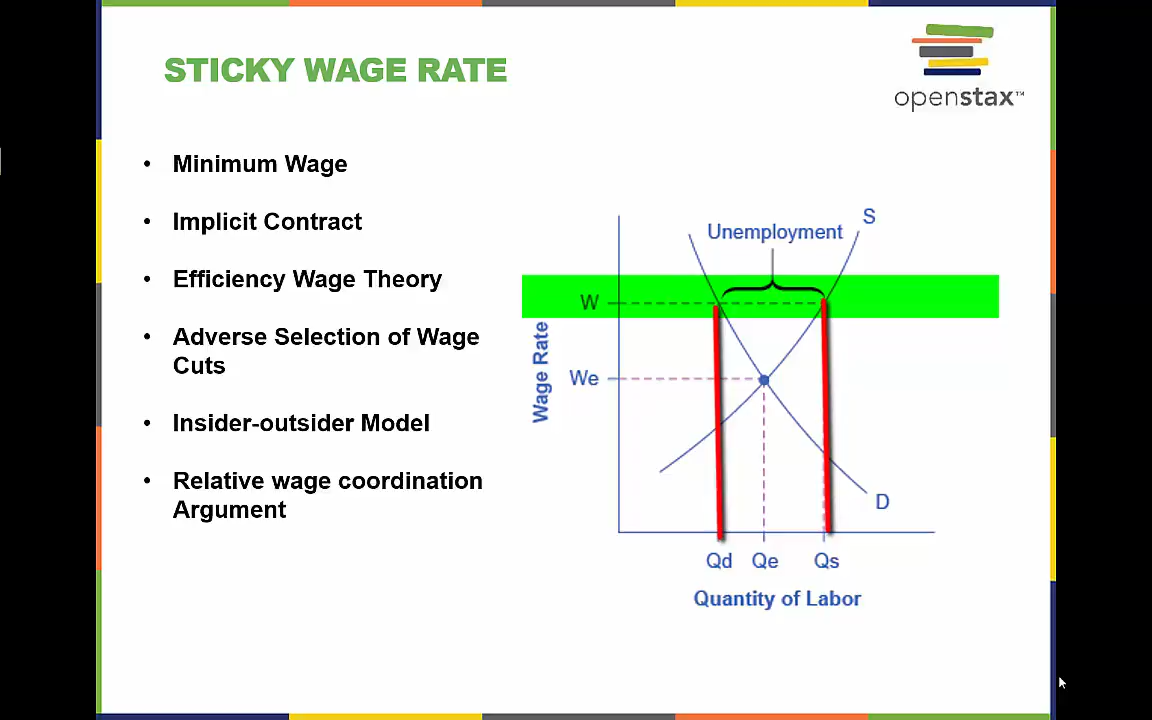 STICKY WAGE RATE
openstax™
• Minimum Wage
• Implicit Contract
• Efficiency Wage Theory
• Adverse Selection of Wage
Cuts
• Insider-outsider Model
• Relative wage coordination
Argument
S
Unemployment
W
We
Wage Rate
D
Qd Qe Qs
Quantity of Labor